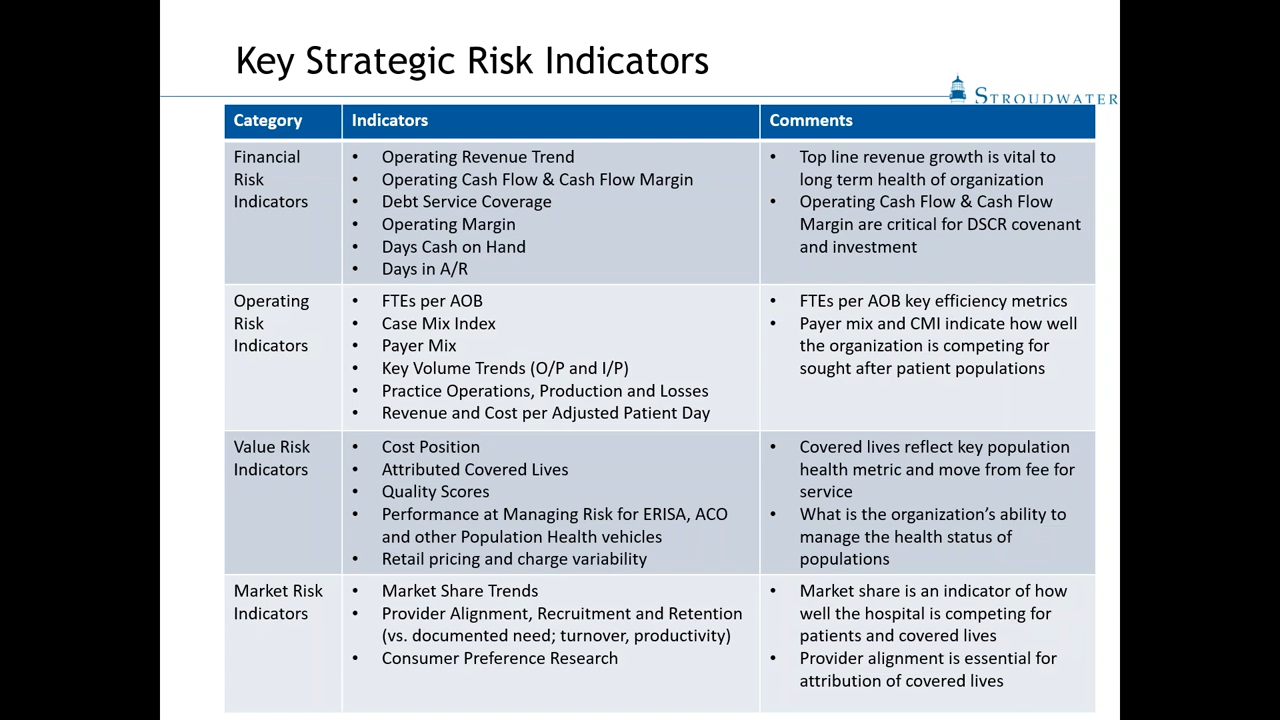 Key Strategic Risk Indicators
STROUDWATER
Category
Indicators
Comments
Financial
Risk
Indicators
• Operating Revenue Trend
• Operating Cash Flow & Cash Flow Margin
• Debt Service Coverage
• Operating Margin
• Days Cash on Hand
• Days in A/R
• Top line revenue growth is vital to
long term health of organization
• Operating Cash Flow & Cash Flow
Margin are critical for DSCR covenant
and investment
Operating
Risk
Indicators
• FTEs per AOB
• Case Mix Index
• Payer Mix
• Key Volume Trends (O/P and I/P)
• Practice Operations, Production and Losses
• Revenue and Cost per Adjusted Patient Day
• FTEs per AOB key efficiency metrics
• Payer mix and CMI indicate how well
the organization is competing for
sought after patient populations
Value Risk
Indicators
• Cost Position
• Attributed Covered Lives
• Quality Scores
• Performance at Managing Risk for ERISA, ACO
and other Population Health vehicles
• Retail pricing and charge variability
• Covered lives reflect key population
health metric and move from fee for
service
• What is the organization’s ability to
manage the health status of
populations
Market Risk
Indicators
• Market Share Trends
• Provider Alignment, Recruitment and Retention
(vs. documented need; turnover, productivity)
• Consumer Preference Research
• Market share is an indicator of how
well the hospital is competing for
patients and covered lives
• Provider alignment is essential for
attribution of covered lives